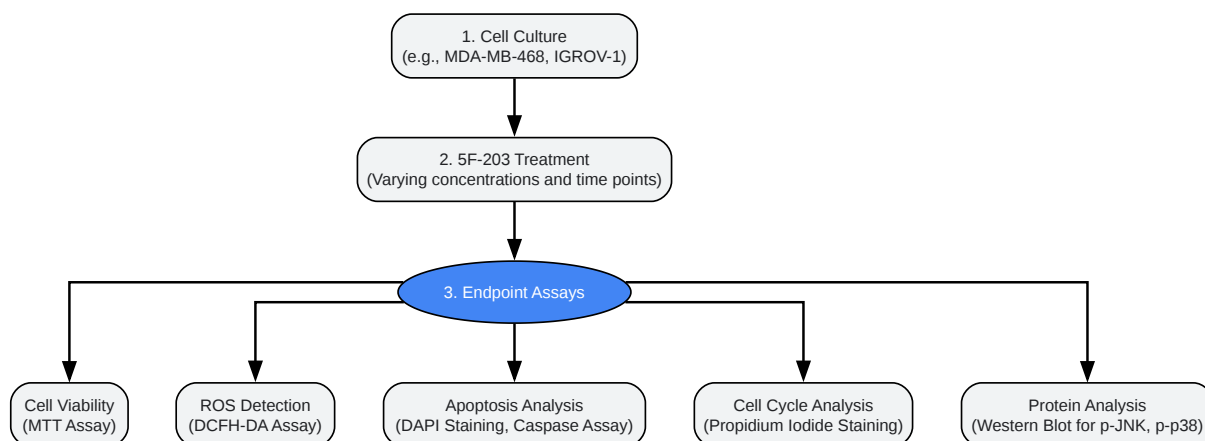 1. Cell Culture
(e.g., MDA-MB-468, IGROV-1)
2. 5F-203 Treatment
(Varying concentrations and time points)
3. Endpoint Assays
Cell Viability
(MTT Assay)
ROS Detection
(DCFH-DA Assay)
Apoptosis Analysis
(DAPI Staining, Caspase Assay)
Cell Cycle Analysis
(Propidium Iodide Staining)
Protein Analysis
(Western Blot for p-JNK, p-p38)